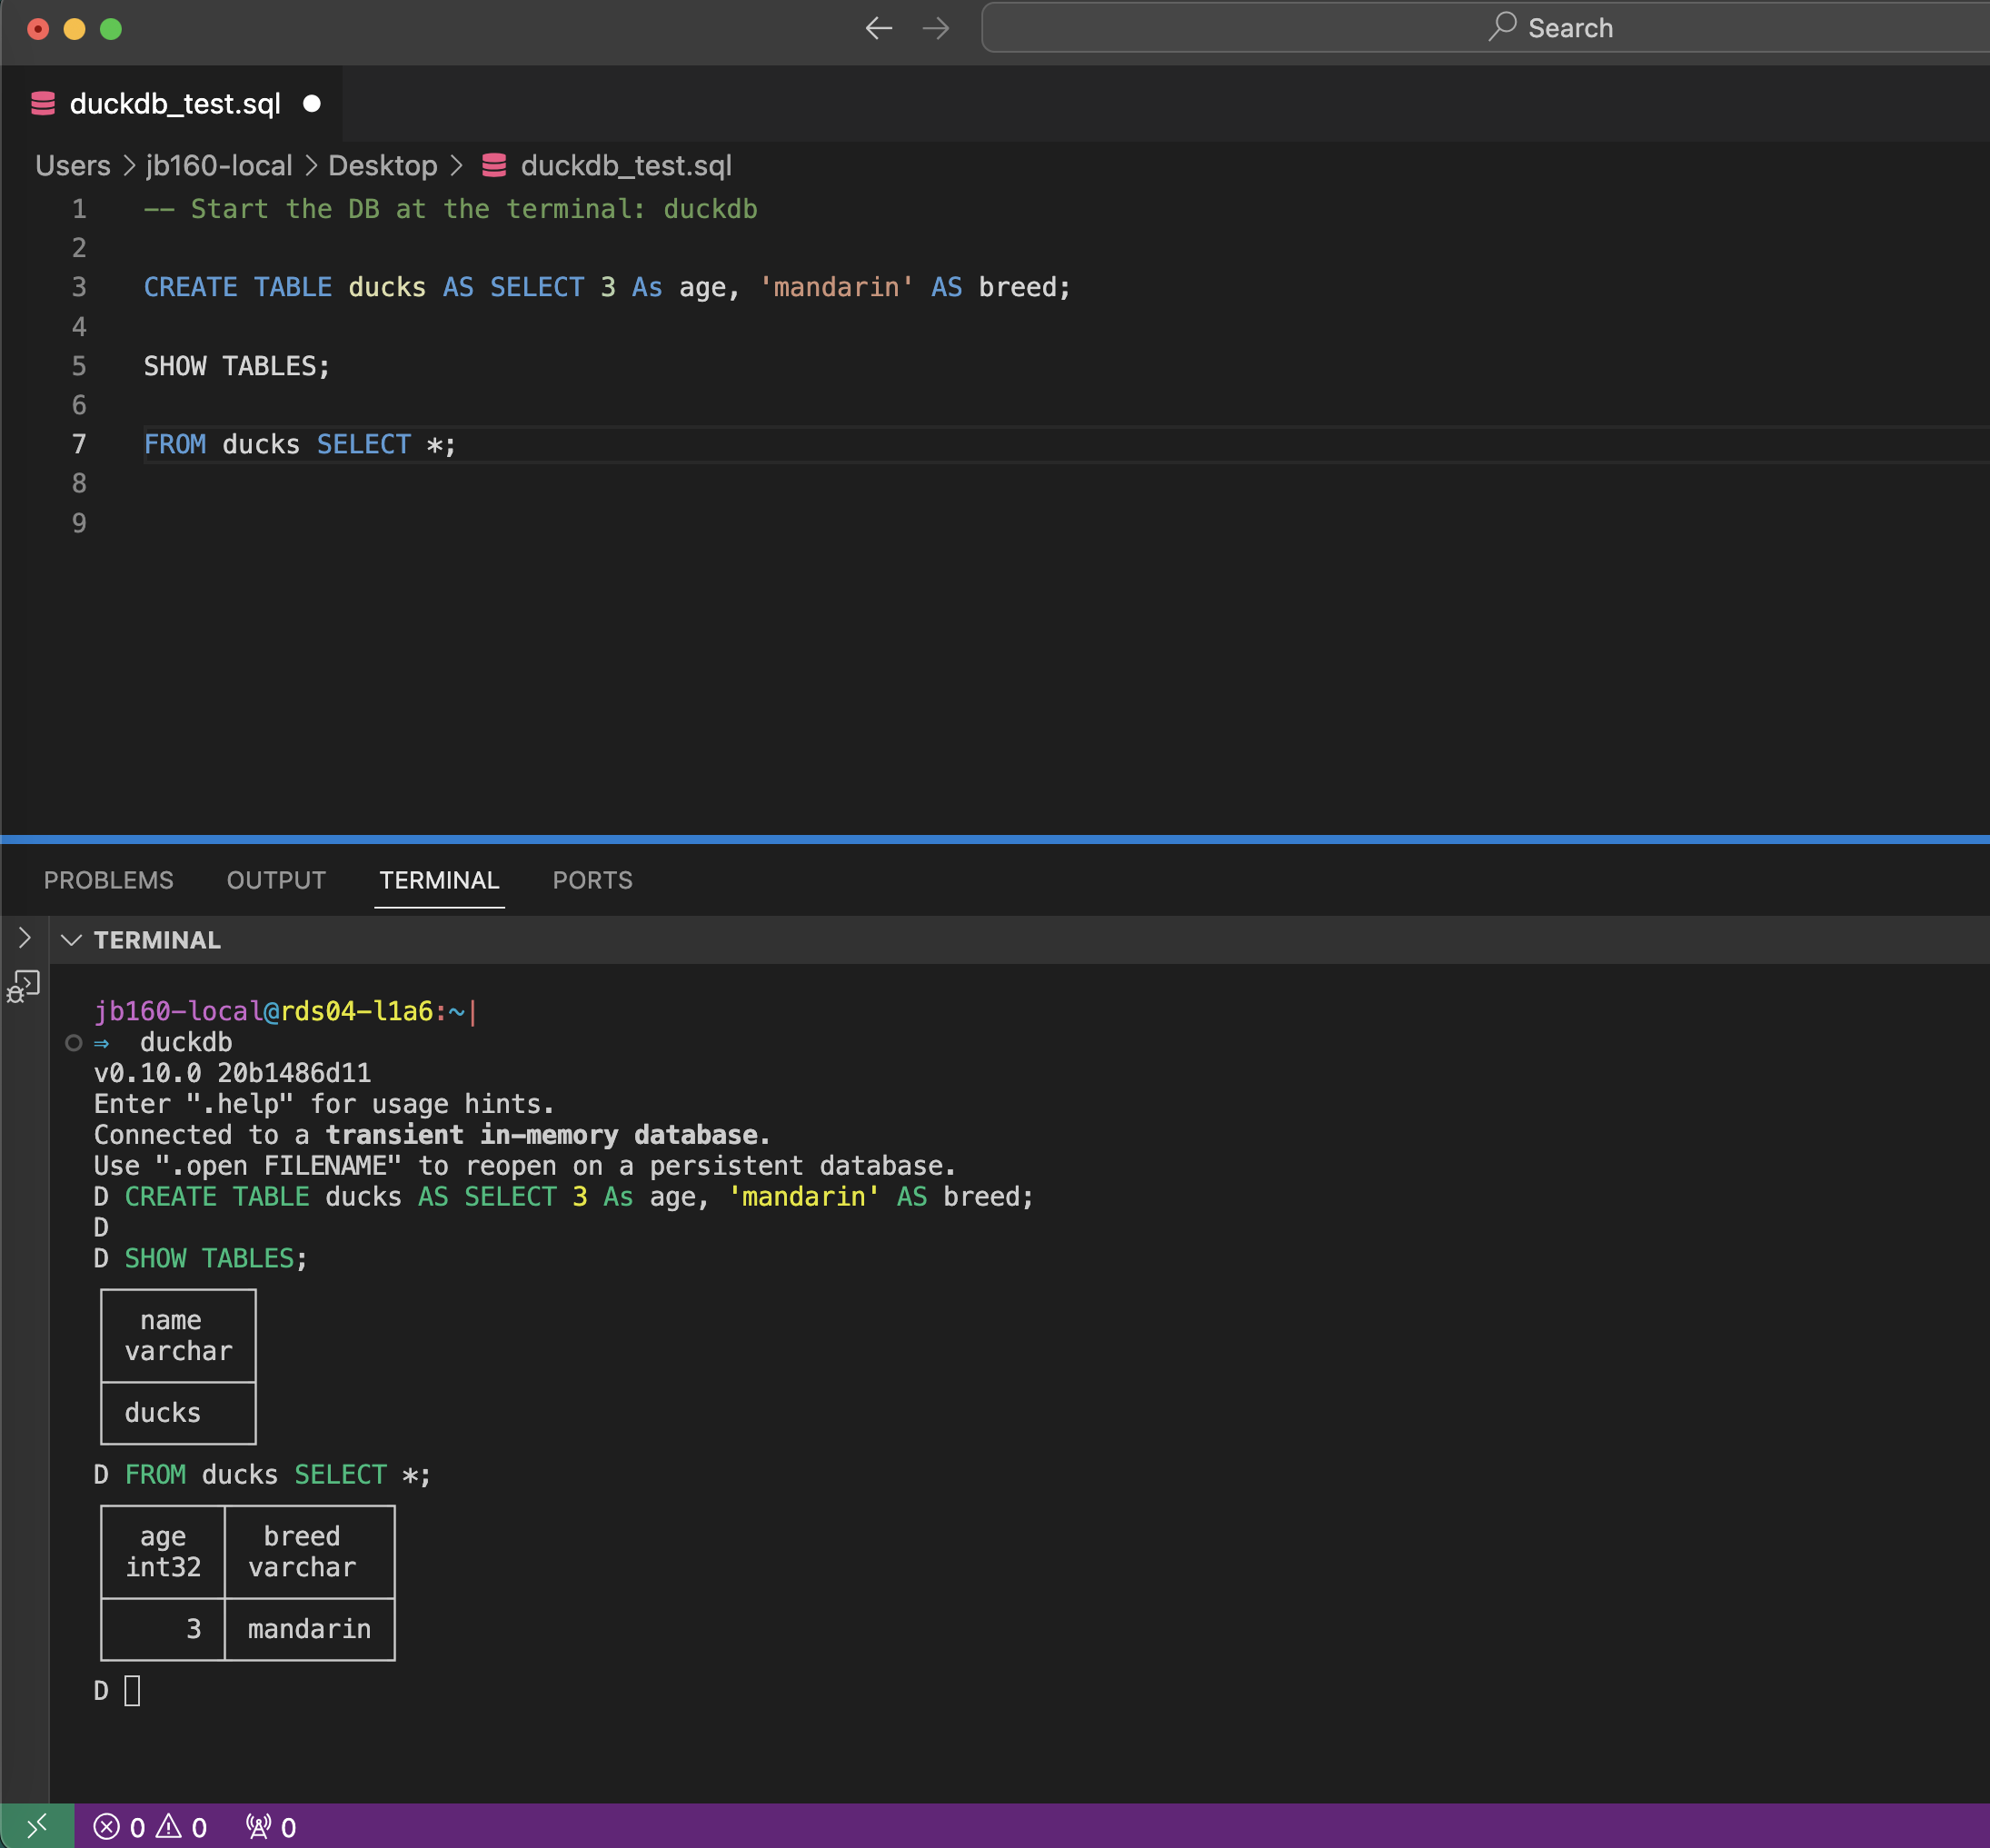 Search
duckdb_test.sql
Users > jb160-local > Desktop > duckdb_test.sql
1 -- Start the DB at the terminal: duckdb
2
3 CREATE TABLE ducks AS SELECT 3 As age, 'mandarin' AS breed;
4
5 SHOW TABLES;
6
7 FROM ducks SELECT *;
8
9
PROBLEMS OUTPUT TERMINAL PORTS
TERMINAL
jb160-local@rds04-l1a6:~|
⇒ duckdb
v0.10.0 20b1486d11
Enter ".help" for usage hints.
Connected to a transient in-memory database.
Use ".open FILENAME" to reopen on a persistent database.
D CREATE TABLE ducks AS SELECT 3 As age, 'mandarin' AS breed;
D
D SHOW TABLES;
name
varchar
ducks
D FROM ducks SELECT *;
age breed
int32 varchar
3 mandarin
D
0 0 0